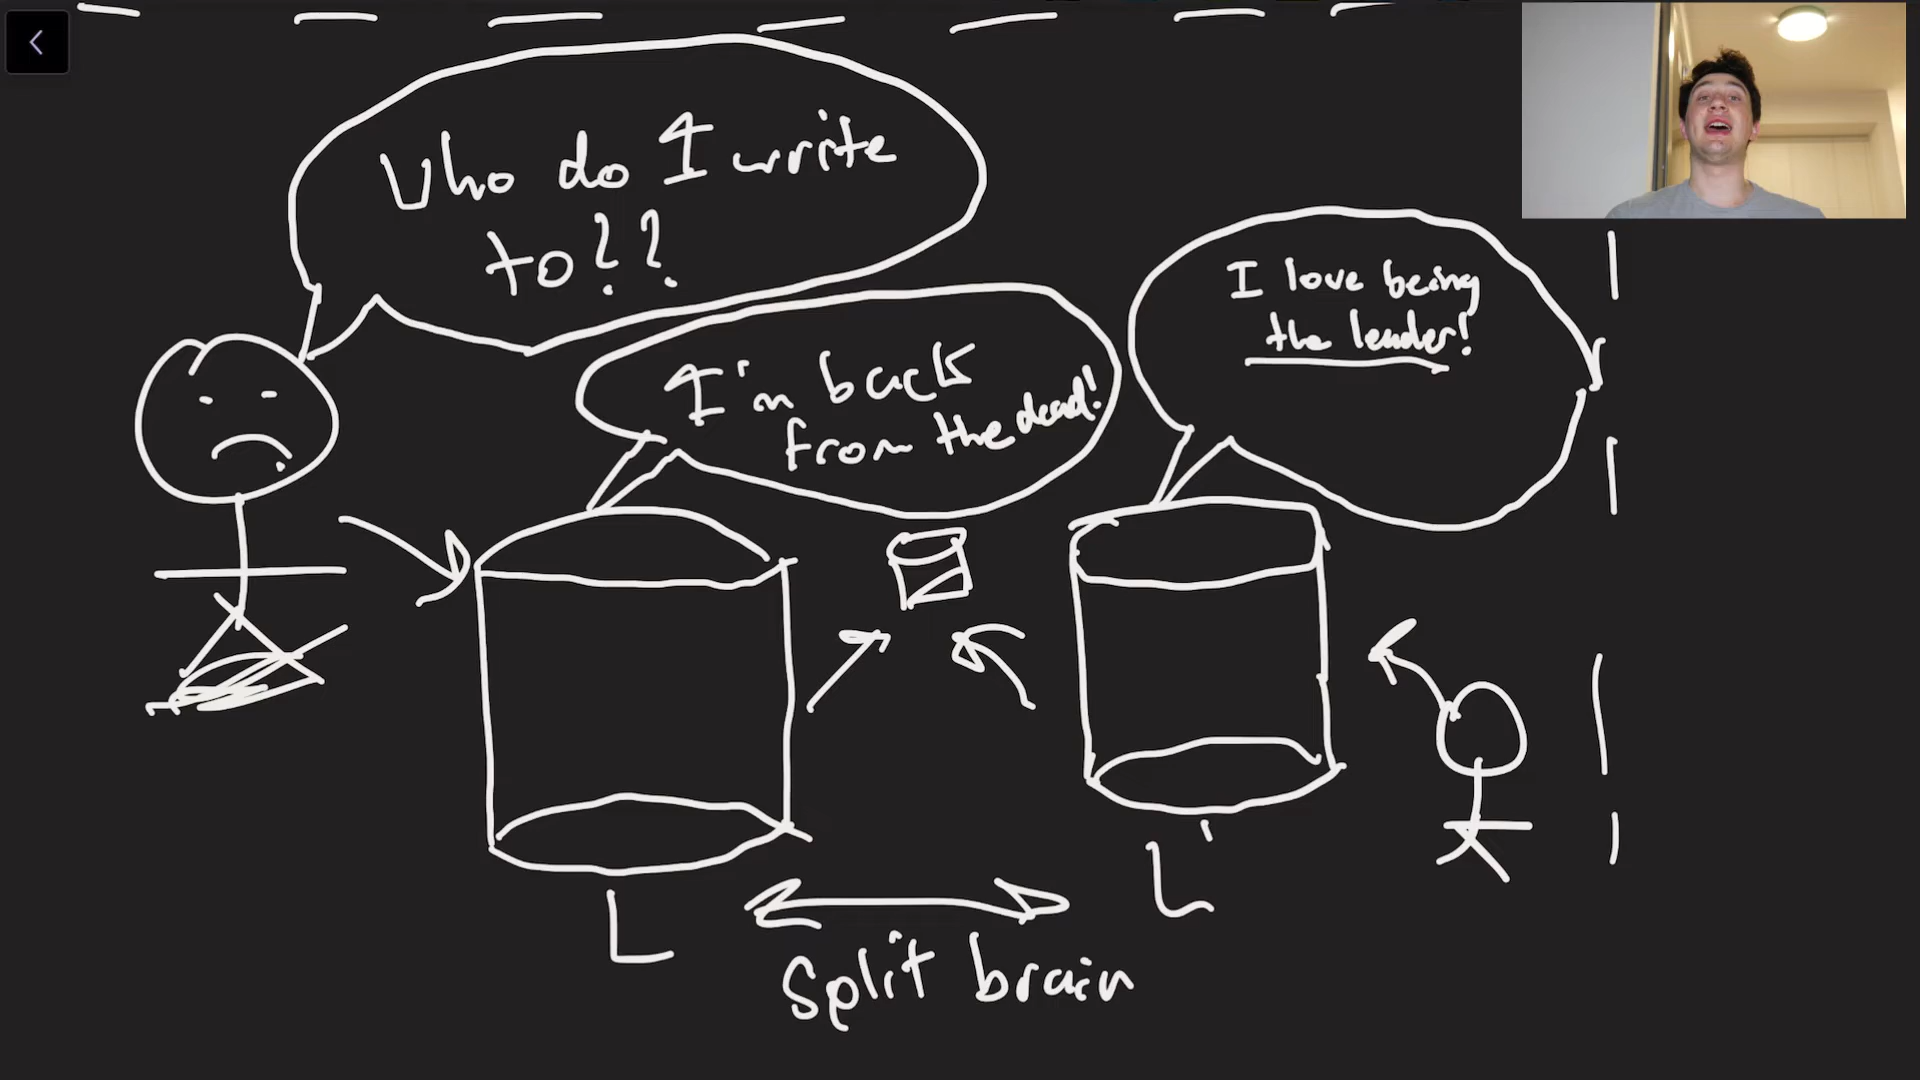 Who do I write
to??
I'm back
from the dead!
I love being
the leader!
L
L'
Split brain